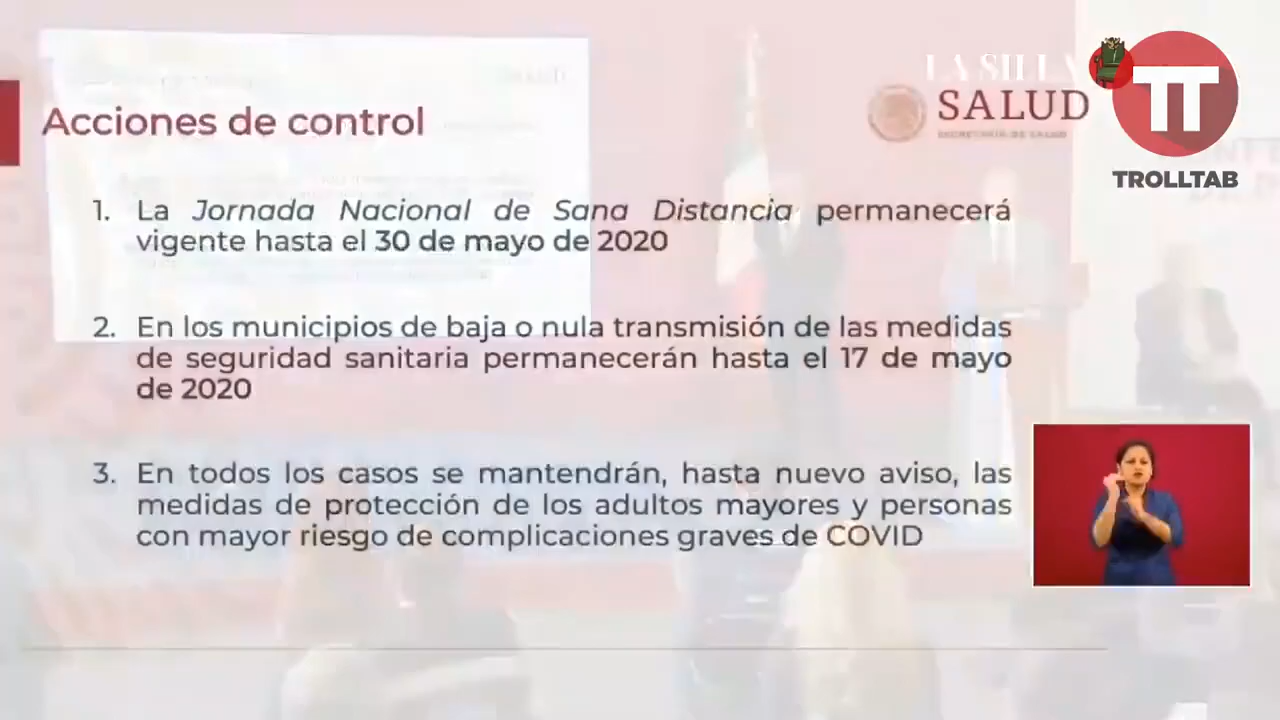 LA SILLA
SALUD
SECRETARÍA DE SALUD
TT
TROLLTAB
Acciones de control
1. La Jornada Nacional de Sana Distancia permanecerá
vigente hasta el 30 de mayo de 2020
2. En los municipios de baja o nula transmisión de las medidas
de seguridad sanitaria permanecerán hasta el 17 de mayo
de 2020
3. En todos los casos se mantendrán, hasta nuevo aviso, las
medidas de protección de los adultos mayores y personas
con mayor riesgo de complicaciones graves de COVID